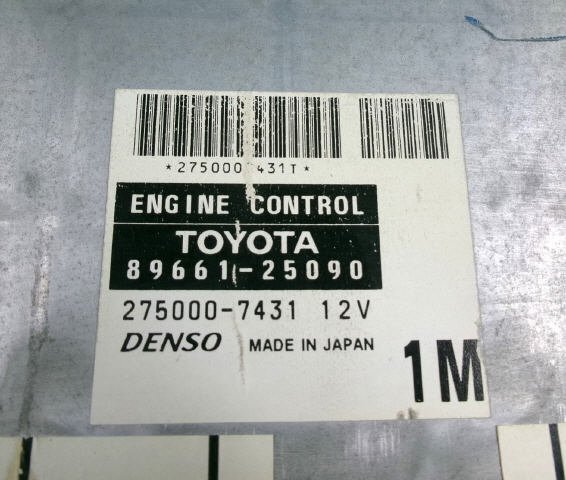 *275000 431T*
ENGINE CONTROL
TOYOTA
89661-25090
275000-7431 12V
DENSO MADE IN JAPAN
1M